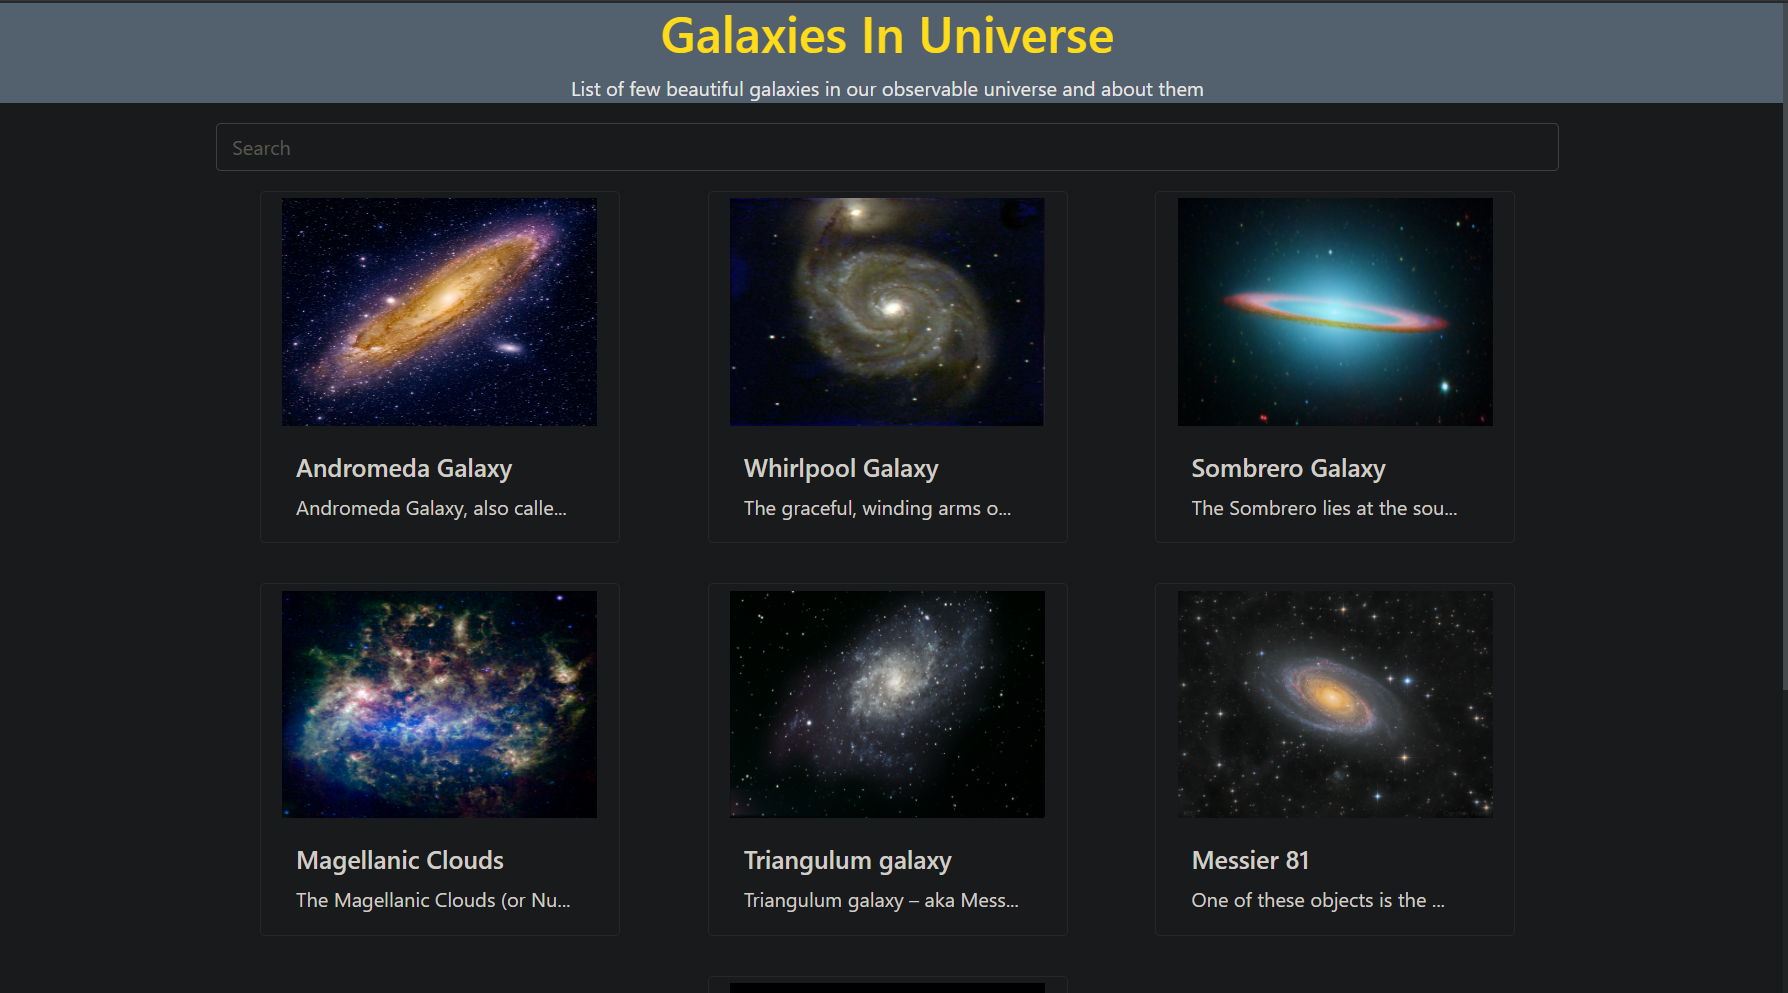 Galaxies In Universe
List of few beautiful galaxies in our observable universe and about them
Search
Andromeda Galaxy
Andromeda Galaxy, also calle...
Whirlpool Galaxy
The graceful, winding arms o...
Sombrero Galaxy
The Sombrero lies at the sou...
Magellanic Clouds
The Magellanic Clouds (or Nu...
Triangulum galaxy
Triangulum galaxy – aka Mess...
Messier 81
One of these objects is the ...